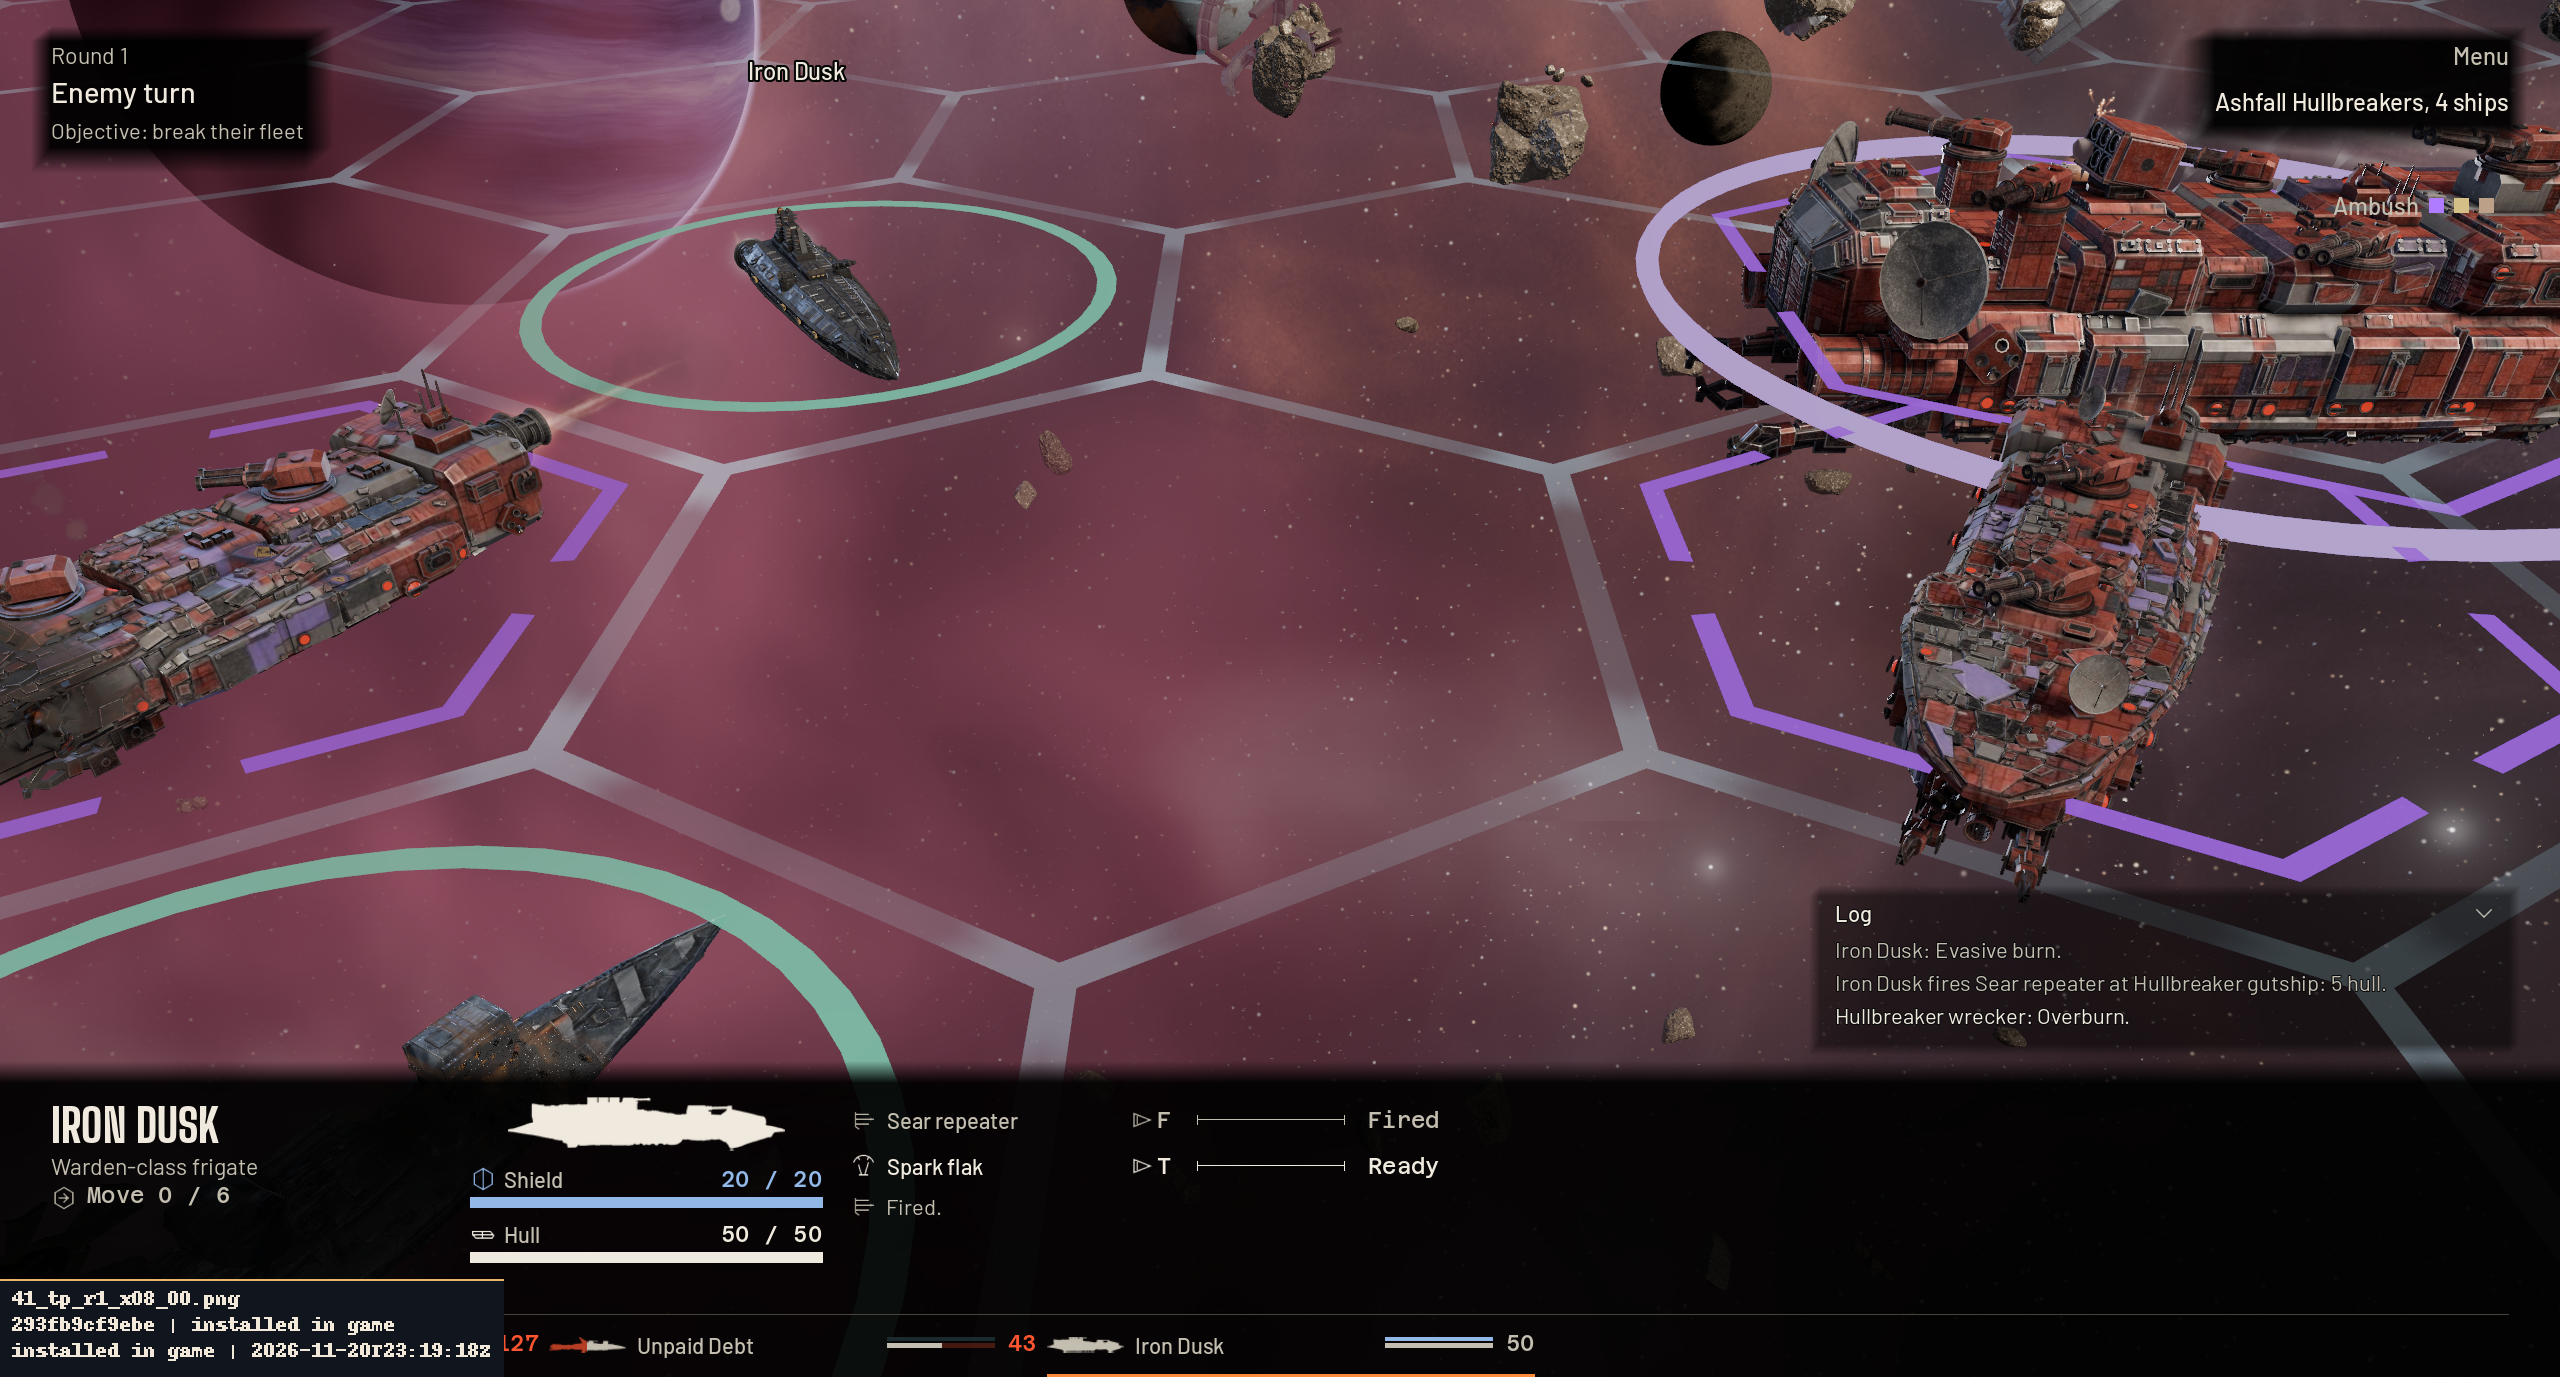 Round 1
Enemy turn
Objective: break their fleet
Iron Dusk
Menu
Ashfall Hullbreakers, 4 ships
Ambush
Log
Iron Dusk: Evasive burn.
Iron Dusk fires Sear repeater at Hullbreaker gutship: 5 hull.
Hullbreaker wrecker: Overburn.
IRON DUSK
Warden-class frigate
Move 0 / 6
Shield 20 / 20
Hull 50 / 50
Sear repeater F Fired
Spark flak T Ready
Fired.
41_tp_r1_x08_00.png
293fb9cf9ebe | installed in game
installed in game | 2026-11-20T23:19:18Z
127 Unpaid Debt 43 Iron Dusk 50